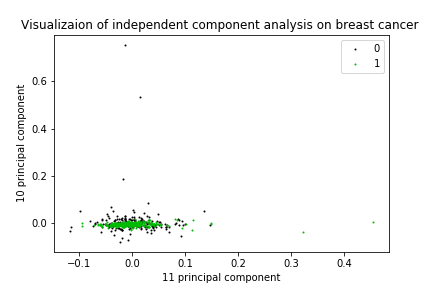 Visualizaion of independent component analysis on breast cancer
0
1
0.6
0.4
0.2
0.0
10 principal component
−0.1 0.0 0.1 0.2 0.3 0.4
11 principal component